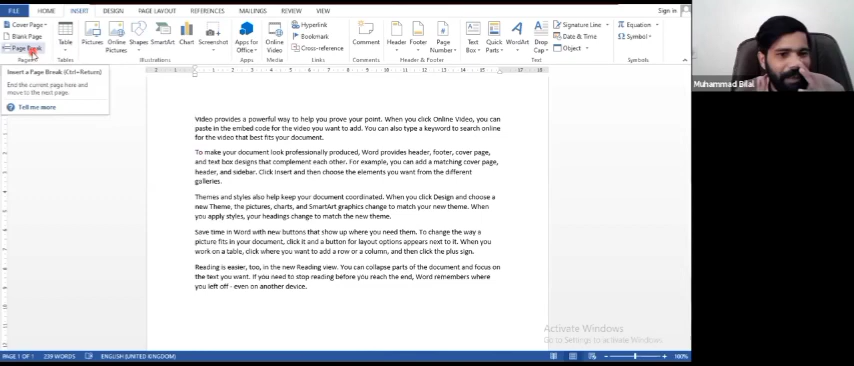 FILE HOME INSERT DESIGN PAGE LAYOUT REFERENCES MAILINGS REVIEW VIEW Sign in
Cover Page
Blank Page
Page Break
Pages
Table
Tables
Pictures
Online Pictures
Shapes
SmartArt
Chart
Screenshot
Illustrations
Apps for Office
Apps
Online Video
Media
Hyperlink
Bookmark
Cross-reference
Links
Comment
Comments
Header
Footer
Page Number
Header & Footer
Text Box
Quick Parts
WordArt
Drop Cap
Signature Line
Date & Time
Object
Text
Equation
Symbol
Symbols
Insert a Page Break (Ctrl+Return)
End the current page here and
move to the next page.
Tell me more
Muhammad Bilal
Video provides a powerful way to help you prove your point. When you click Online Video, you can
paste in the embed code for the video you want to add. You can also type a keyword to search online
for the video that best fits your document.
To make your document look professionally produced, Word provides header, footer, cover page,
and text box designs that complement each other. For example, you can add a matching cover page,
header, and sidebar. Click Insert and then choose the elements you want from the different
galleries.
Themes and styles also help keep your document coordinated. When you click Design and choose a
new Theme, the pictures, charts, and SmartArt graphics change to match your new theme. When
you apply styles, your headings change to match the new theme.
Save time in Word with new buttons that show up where you need them. To change the way a
picture fits in your document, click it and a button for layout options appears next to it. When you
work on a table, click where you want to add a row or a column, and then click the plus sign.
Reading is easier, too, in the new Reading view. You can collapse parts of the document and focus on
the text you want. If you need to stop reading before you reach the end, Word remembers where
you left off - even on another device.
Activate Windows
Go to Settings to activate Windows.
PAGE 1 OF 1 239 WORDS ENGLISH (UNITED KINGDOM) 100%